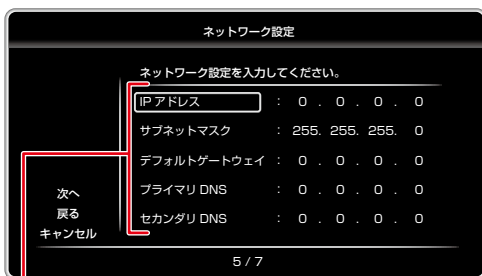 ネットワーク設定
ネットワーク設定を入力してください。
IP アドレス : 0 . 0 . 0 . 0
サブネットマスク : 255. 255. 255. 0
デフォルトゲートウェイ : 0 . 0 . 0 . 0
プライマリ DNS : 0 . 0 . 0 . 0
セカンダリ DNS : 0 . 0 . 0 . 0
次へ
戻る
キャンセル
5 / 7